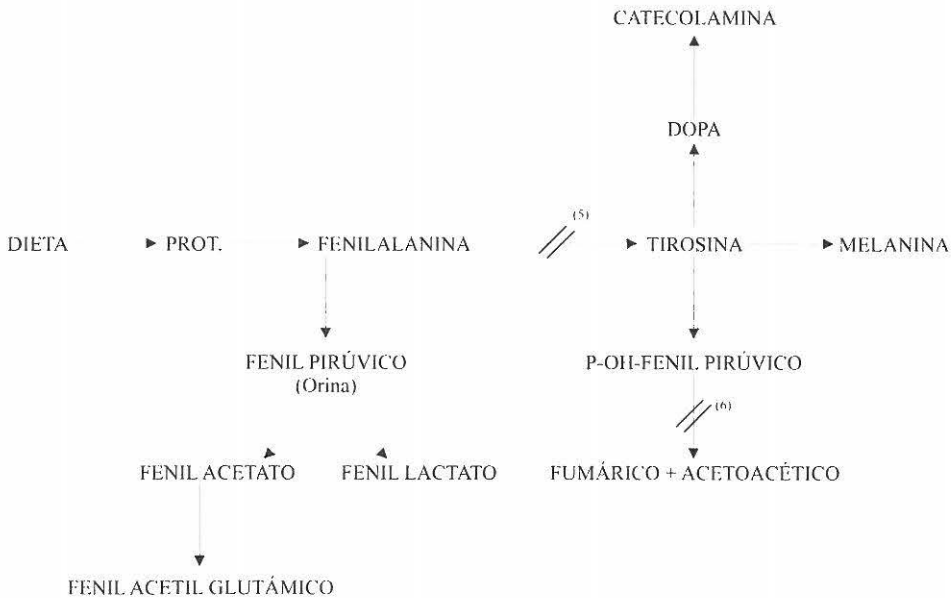 CATECOLAMINA
DOPA
(5)
DIETA PROT. FENILALANINA TIROSINA MELANINA
FENIL PIRÚVICO P-OH-FENIL PIRÚVICO
(Orina)
(6)
FENIL ACETATO FENIL LACTATO FUMÁRICO + ACETOACÉTICO
FENIL ACETIL GLUTÁMICO